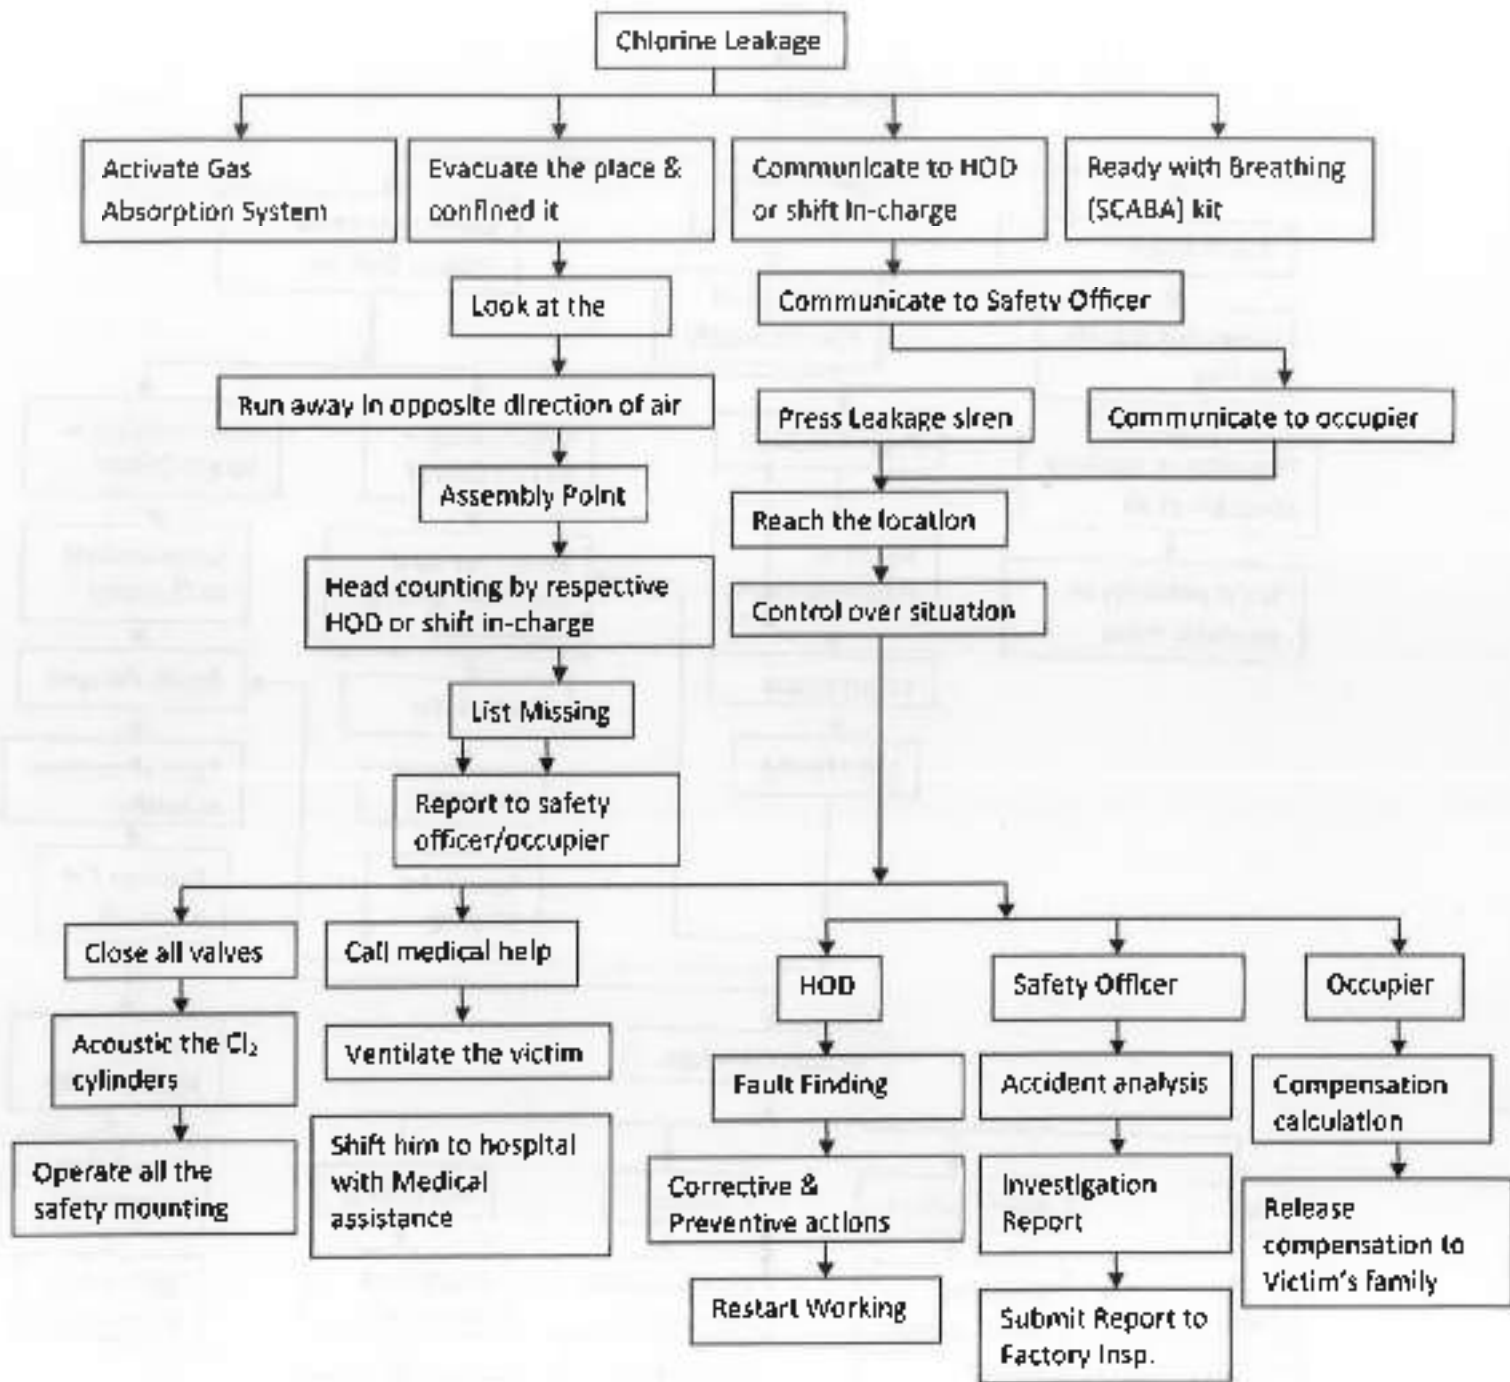 Chlorine Leakage
Activate Gas
Absorption System
Evacuate the place &
confined it
Communicate to HOD
or shift in-charge
Ready with Breathing
(SCABA) kit
Look at the
Communicate to Safety Officer
Run away in opposite direction of air
Press Leakage siren
Communicate to occupier
Assembly Point
Reach the location
Head counting by respective
HOD or shift in-charge
Control over situation
List Missing
Report to safety
officer/occupier
Close all valves
Call medical help
HOD
Safety Officer
Occupier
Acoustic the Cl₂
cylinders
Ventilate the victim
Fault Finding
Accident analysis
Compensation
calculation
Operate all the
safety mounting
Shift him to hospital
with Medical
assistance
Corrective &
Preventive actions
Investigation
Report
Release
compensation to
Victim's family
Restart Working
Submit Report to
Factory Insp.